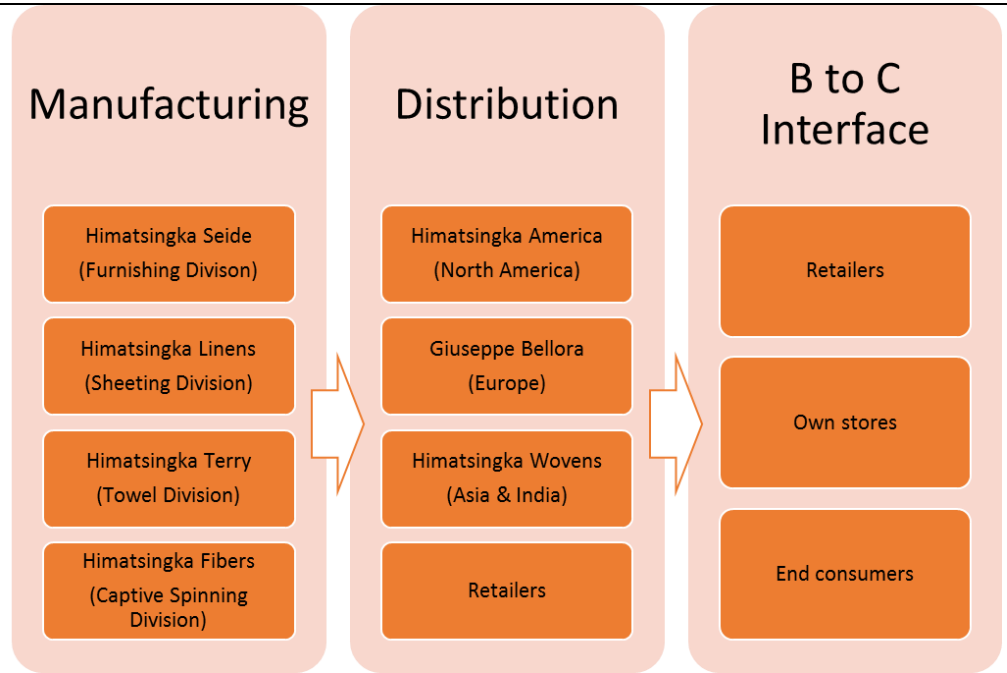 Manufacturing
Himatsingka Seide
(Furnishing Divison)
Himatsingka Linens
(Sheeting Division)
Himatsingka Terry
(Towel Division)
Himatsingka Fibers
(Captive Spinning
Division)
Distribution
Himatsingka America
(North America)
Giuseppe Bellora
(Europe)
Himatsingka Wovens
(Asia & India)
Retailers
B to C
Interface
Retailers
Own stores
End consumers